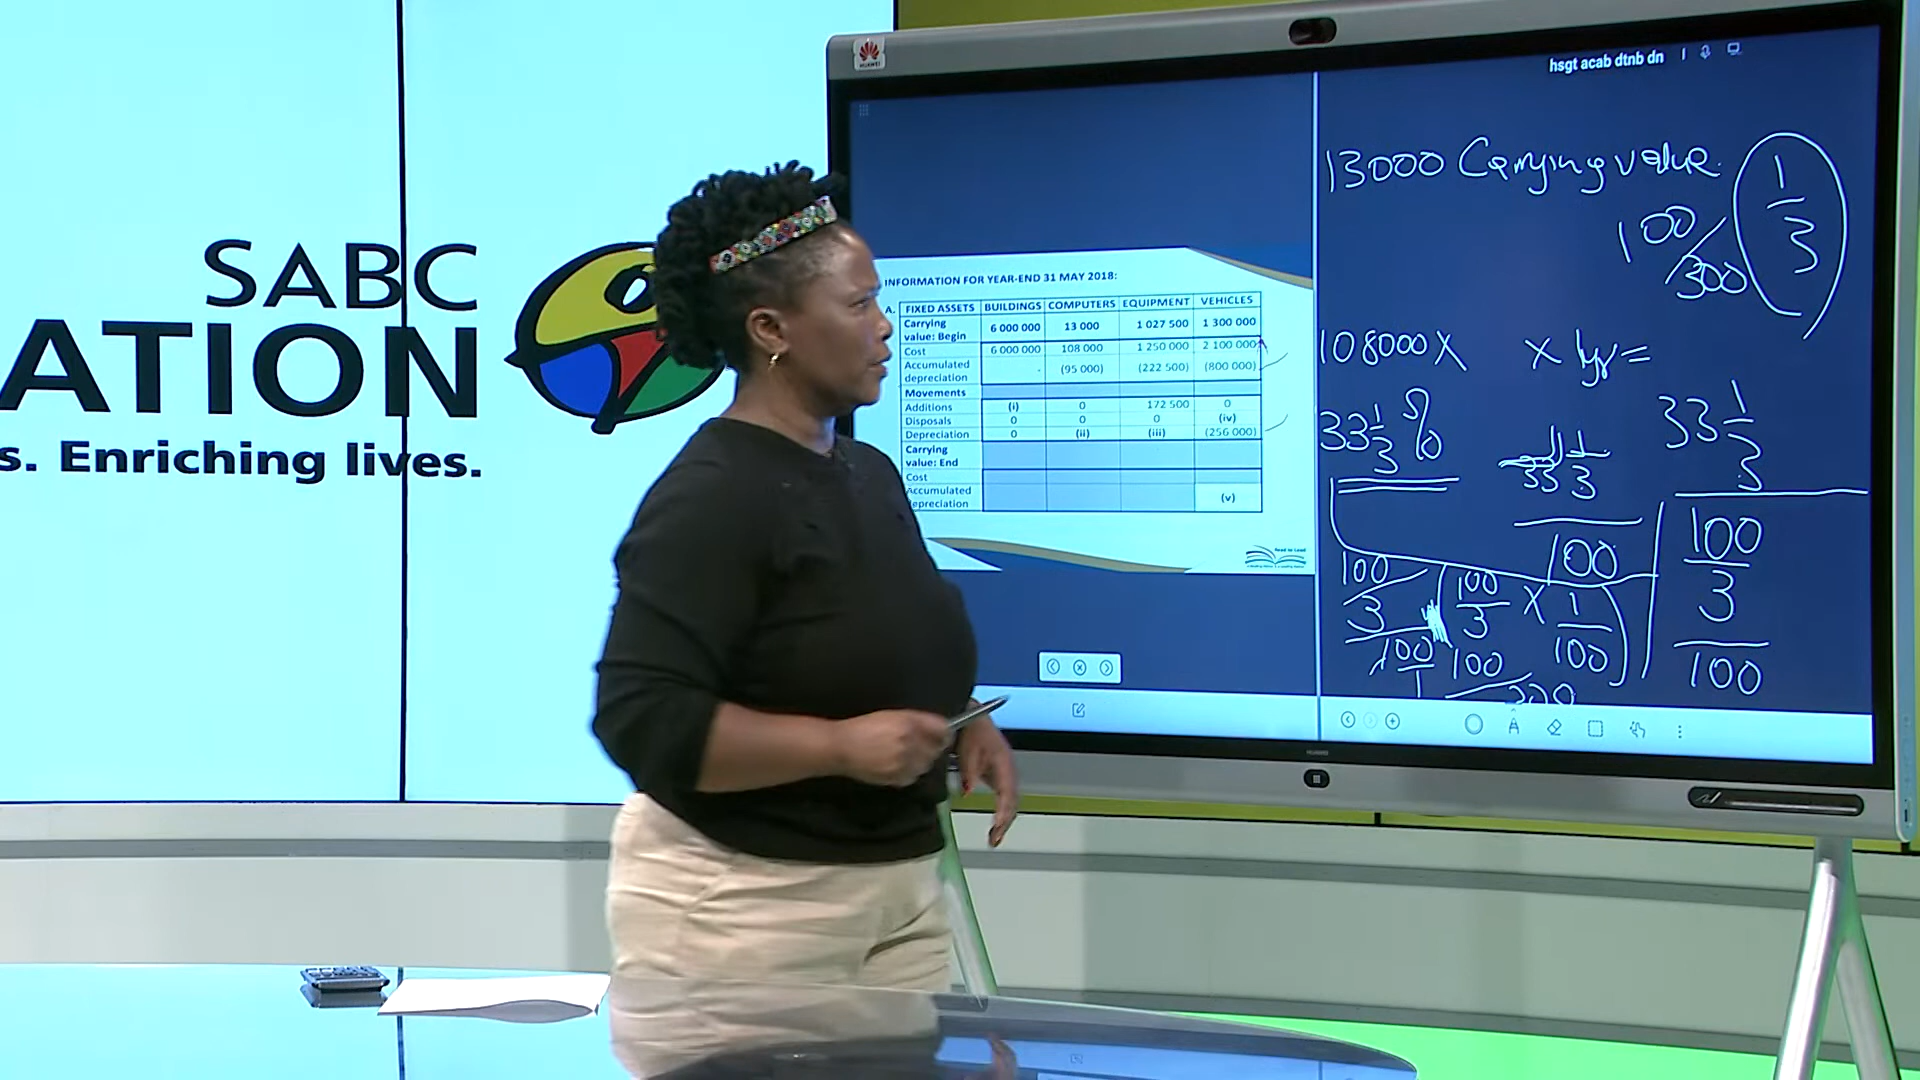 SABC
ATION
s. Enriching lives.
HUAWEI
hsgt acab dtnb dn
INFORMATION FOR YEAR-END 31 MAY 2018:
A. FIXED ASSETS BUILDINGS COMPUTERS EQUIPMENT VEHICLES
Carrying value: Begin 6 000 000 13 000 1 027 500 1 300 000
Cost 6 000 000 108 000 1 250 000 2 100 000
Accumulated depreciation - (95 000) (222 500) (800 000)
Movements
Additions (i) 0 172 500 0
Disposals 0 0 0 (iv)
Depreciation 0 (ii) (iii) (256 000)
Carrying value: End
Cost
Accumulated depreciation (v)
Read to Lead
13000 Carrying value
1/3
100/300
108000 X X 1yr =
33 1/3 %
33 1/3
100
33 1/3
100/3
100
100/3
100/1
(100/3 X 1/100)
100